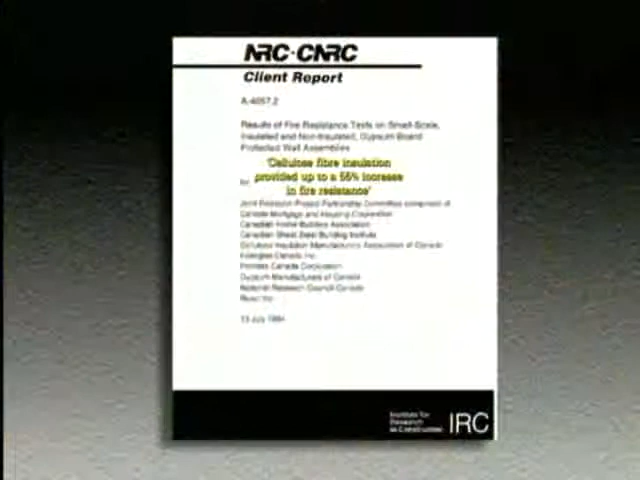 NRC·CNRC
Client Report
A-4057.2
Results of Fire Resistance Tests on Small-Scale,
Insulated and Non-Insulated, Gypsum Board
Protected Wall Assemblies
'Cellulose fibre insulation
for provided up to a 55% increase
in fire resistance'
Joint Research Project Partnership Committee comprised of
Canada Mortgage and Housing Corporation
Canadian Home Builders Association
Canadian Sheet Steel Building Institute
Cellulose Insulation Manufacturers Association of Canada
Canada Inc.
Canada Corporation
Gypsum Manufacturers of Canada
National Research Council Canada
Inc.
13 July 1994
Institute for
Research
in Construction
IRC